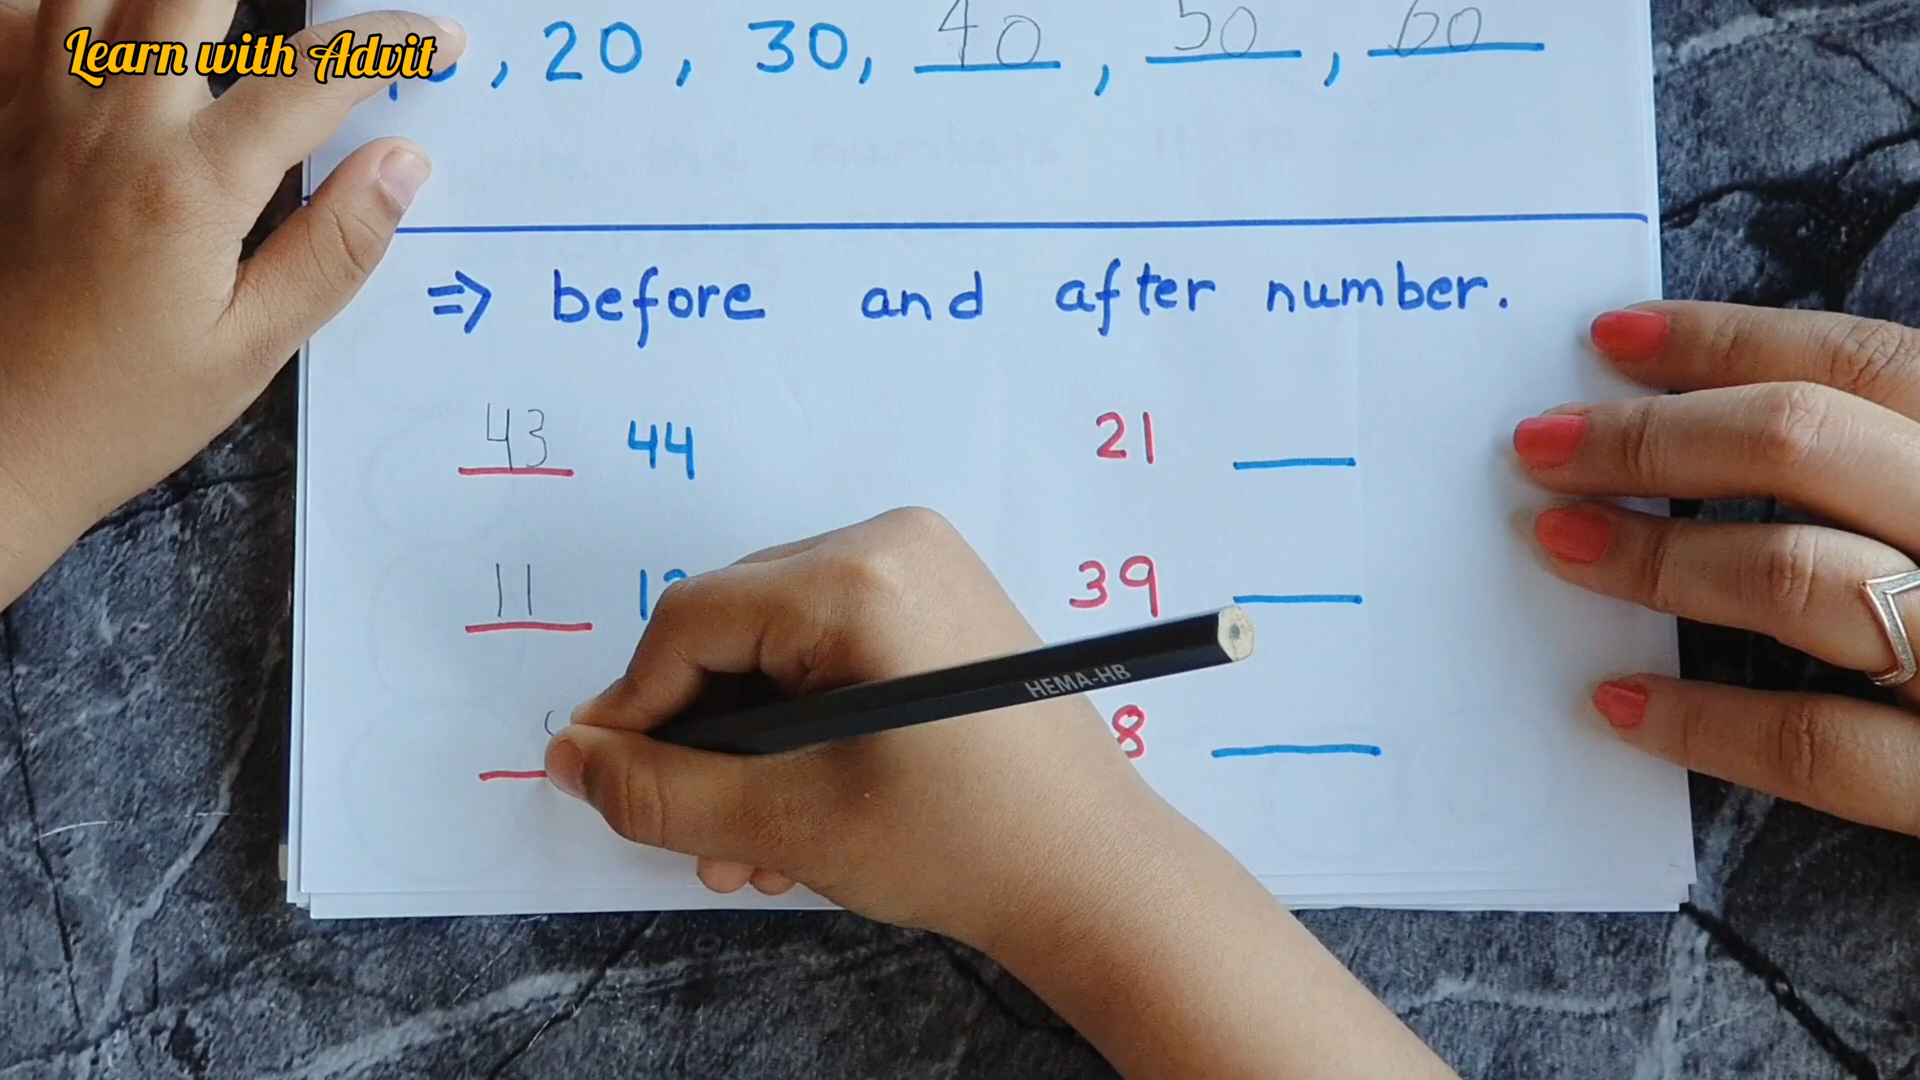 Learn with Advit
, 20, 30, 40, 50, 60
=> before and after number.
43 44 21
11 12 39
8
HEMA-HB